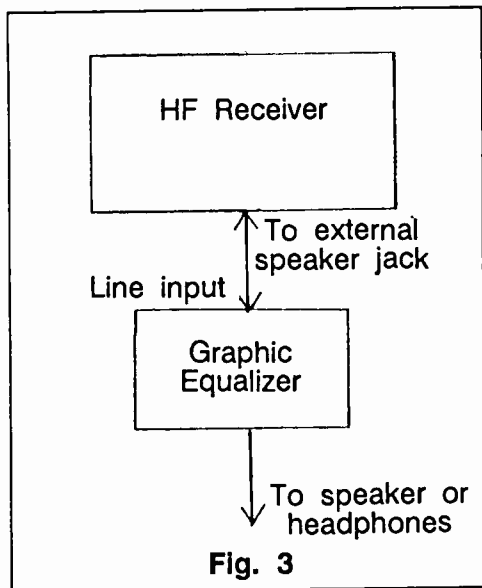 HF Receiver
To external
speaker jack
Line input
Graphic
Equalizer
To speaker or
headphones
Fig. 3